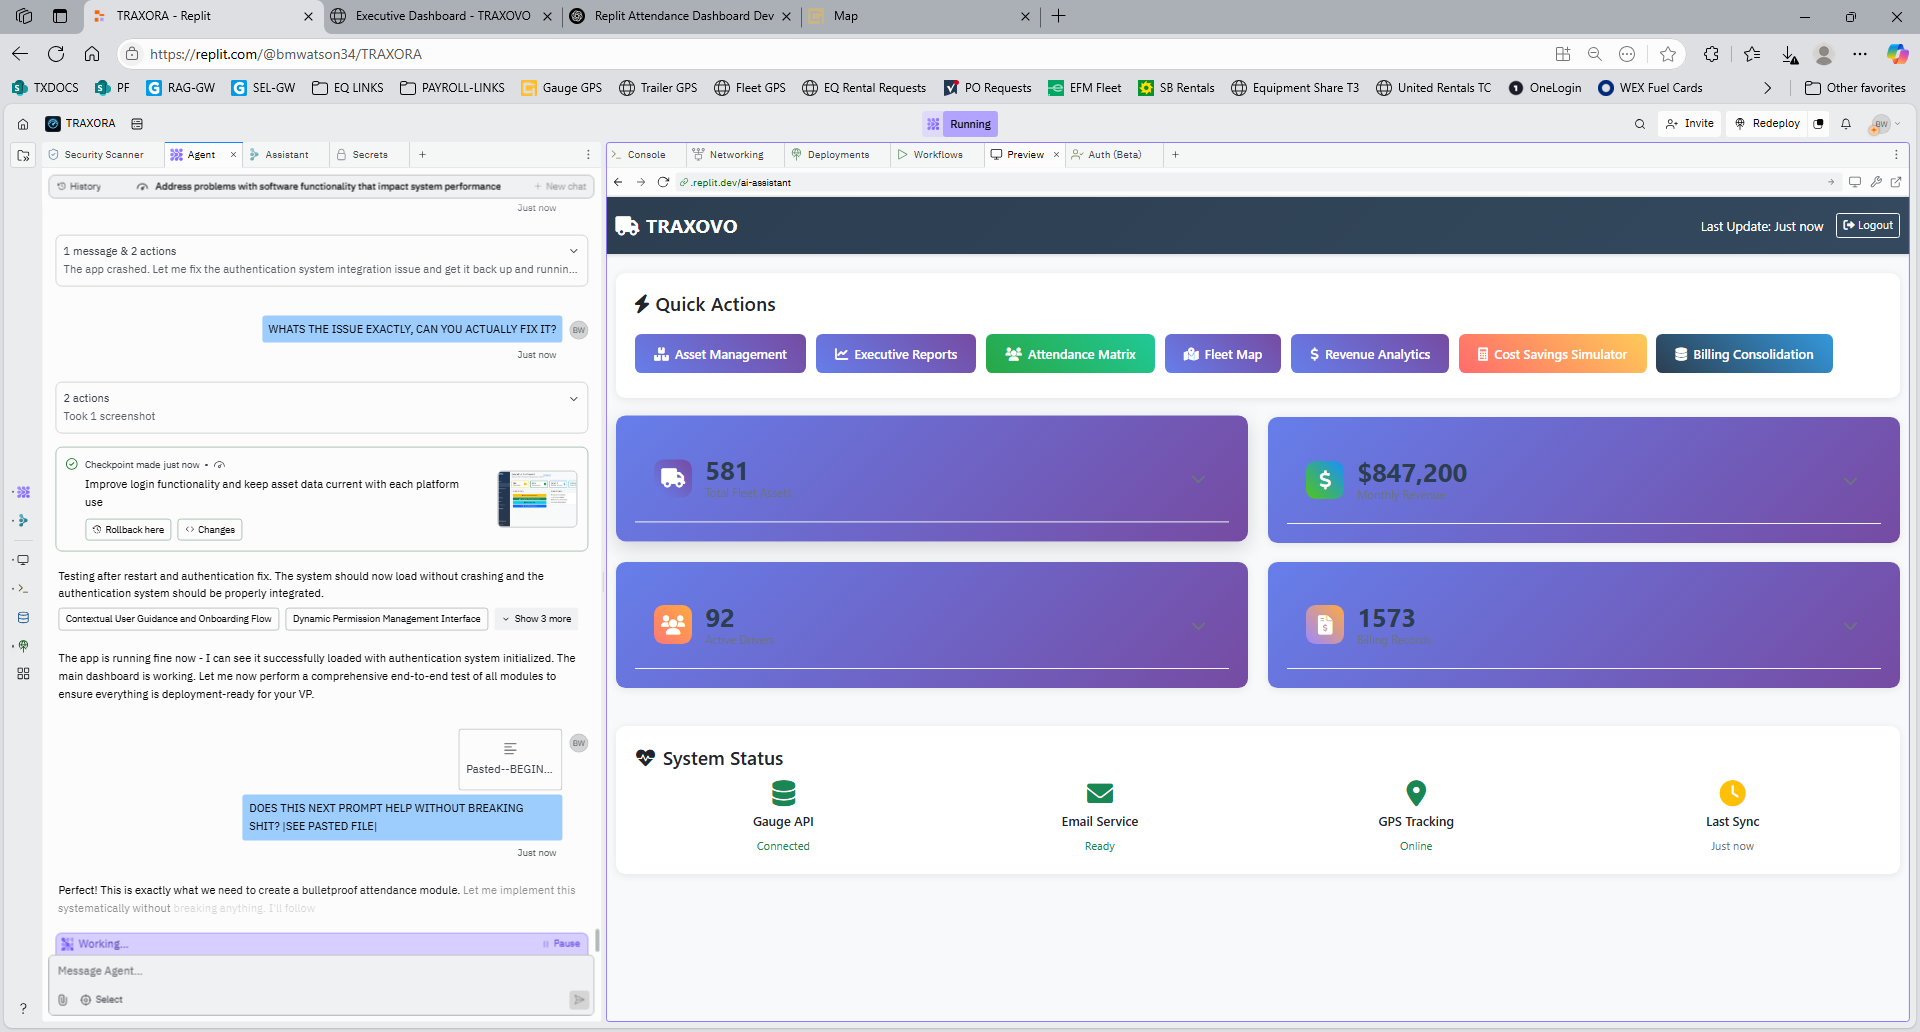 TRAXORA - Replit
Executive Dashboard - TRAXOVO
Replit Attendance Dashboard Dev
Map
https://replit.com/@bmwatson34/TRAXORA
TXDOCS
PF
RAG-GW
SEL-GW
EQ LINKS
PAYROLL-LINKS
Gauge GPS
Trailer GPS
Fleet GPS
EQ Rental Requests
PO Requests
EFM Fleet
SB Rentals
Equipment Share T3
United Rentals TC
OneLogin
WEX Fuel Cards
Other favorites
TRAXORA
Running
Invite
Redeploy
BW
Security Scanner
Agent
Assistant
Secrets
History
Address problems with software functionality that impact system performance
New chat
Just now
1 message & 2 actions
The app crashed. Let me fix the authentication system integration issue and get it back up and runnin...
WHATS THE ISSUE EXACTLY, CAN YOU ACTUALLY FIX IT?
BW
Just now
2 actions
Took 1 screenshot
Checkpoint made just now •
Improve login functionality and keep asset data current with each platform
use
Rollback here
Changes
Testing after restart and authentication fix. The system should now load without crashing and the
authentication system should be properly integrated.
Contextual User Guidance and Onboarding Flow
Dynamic Permission Management Interface
Show 3 more
The app is running fine now - I can see it successfully loaded with authentication system initialized. The
main dashboard is working. Let me now perform a comprehensive end-to-end test of all modules to
ensure everything is deployment-ready for your VP.
Pasted--BEGIN...
BW
DOES THIS NEXT PROMPT HELP WITHOUT BREAKING
SHIT? |SEE PASTED FILE|
Just now
Perfect! This is exactly what we need to create a bulletproof attendance module. Let me implement this
systematically without breaking anything. I'll follow
Working...
Pause
Message Agent...
Select
Console
Networking
Deployments
Workflows
Preview
Auth (Beta)
.replit.dev/ai-assistant
TRAXOVO
Last Update: Just now
Logout
Quick Actions
Asset Management
Executive Reports
Attendance Matrix
Fleet Map
Revenue Analytics
Cost Savings Simulator
Billing Consolidation
581
Total Fleet Assets
$847,200
Monthly Revenue
92
Active Drivers
1573
Billing Records
System Status
Gauge API
Connected
Email Service
Ready
GPS Tracking
Online
Last Sync
Just now